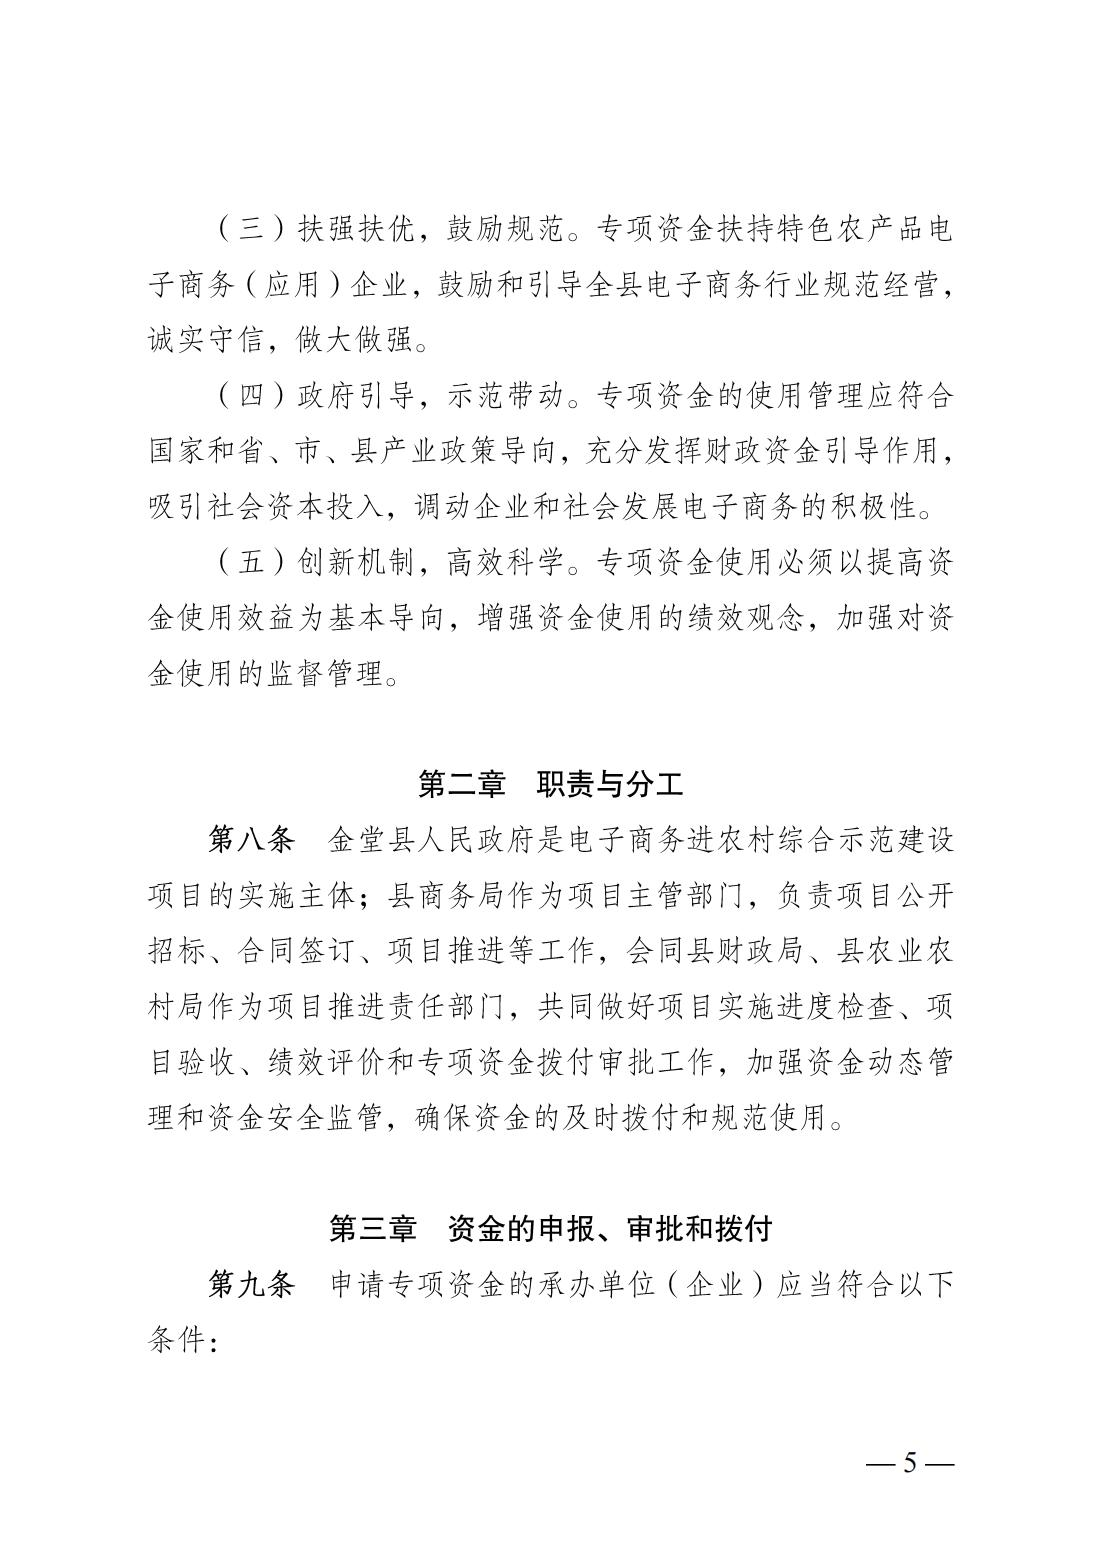 （三）扶强扶优，鼓励规范。专项资金扶持特色农产品电
子商务（应用）企业，鼓励和引导全县电子商务行业规范经营，
诚实守信，做大做强。
（四）政府引导，示范带动。专项资金的使用管理应符合
国家和省、市、县产业政策导向，充分发挥财政资金引导作用，
吸引社会资本投入，调动企业和社会发展电子商务的积极性。
（五）创新机制，高效科学。专项资金使用必须以提高资
金使用效益为基本导向，增强资金使用的绩效观念，加强对资
金使用的监督管理。
第二章　职责与分工
第八条　金堂县人民政府是电子商务进农村综合示范建设
项目的实施主体；县商务局作为项目主管部门，负责项目公开
招标、合同签订、项目推进等工作，会同县财政局、县农业农
村局作为项目推进责任部门，共同做好项目实施进度检查、项
目验收、绩效评价和专项资金拨付审批工作，加强资金动态管
理和资金安全监管，确保资金的及时拨付和规范使用。
第三章　资金的申报、审批和拨付
第九条　申请专项资金的承办单位（企业）应当符合以下
条件：
— 5 —